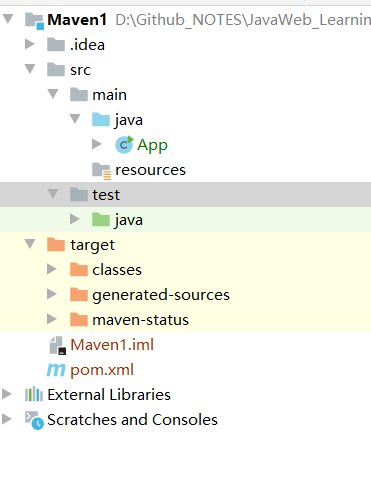 Maven1 D:\Github_NOTES\JavaWeb_Learnin
.idea
src
main
java
App
resources
test
java
target
classes
generated-sources
maven-status
Maven1.iml
pom.xml
External Libraries
Scratches and Consoles